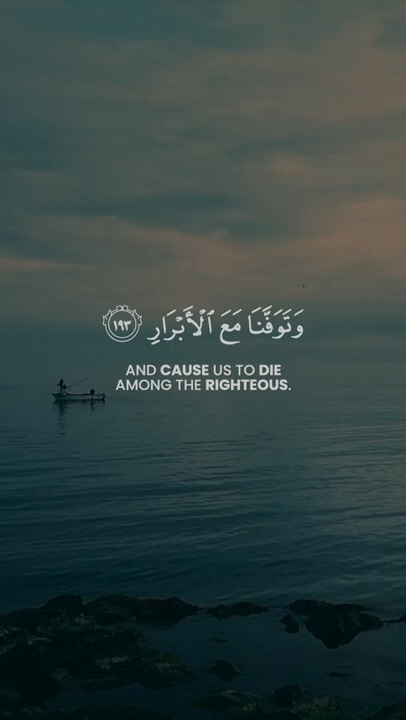 وَتَوَفَّنَا مَعَ ٱلْأَبْرَارِ ١٩٣
AND CAUSE US TO DIE
AMONG THE RIGHTEOUS.